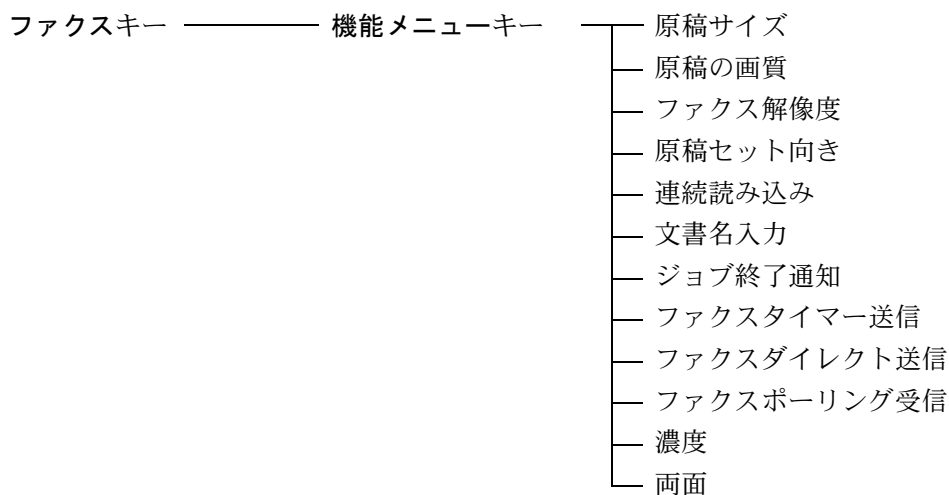 ファクスキー 機能メニューキー 原稿サイズ
原稿の画質
ファクス解像度
原稿セット向き
連続読み込み
文書名入力
ジョブ終了通知
ファクスタイマー送信
ファクスダイレクト送信
ファクスポーリング受信
濃度
両面